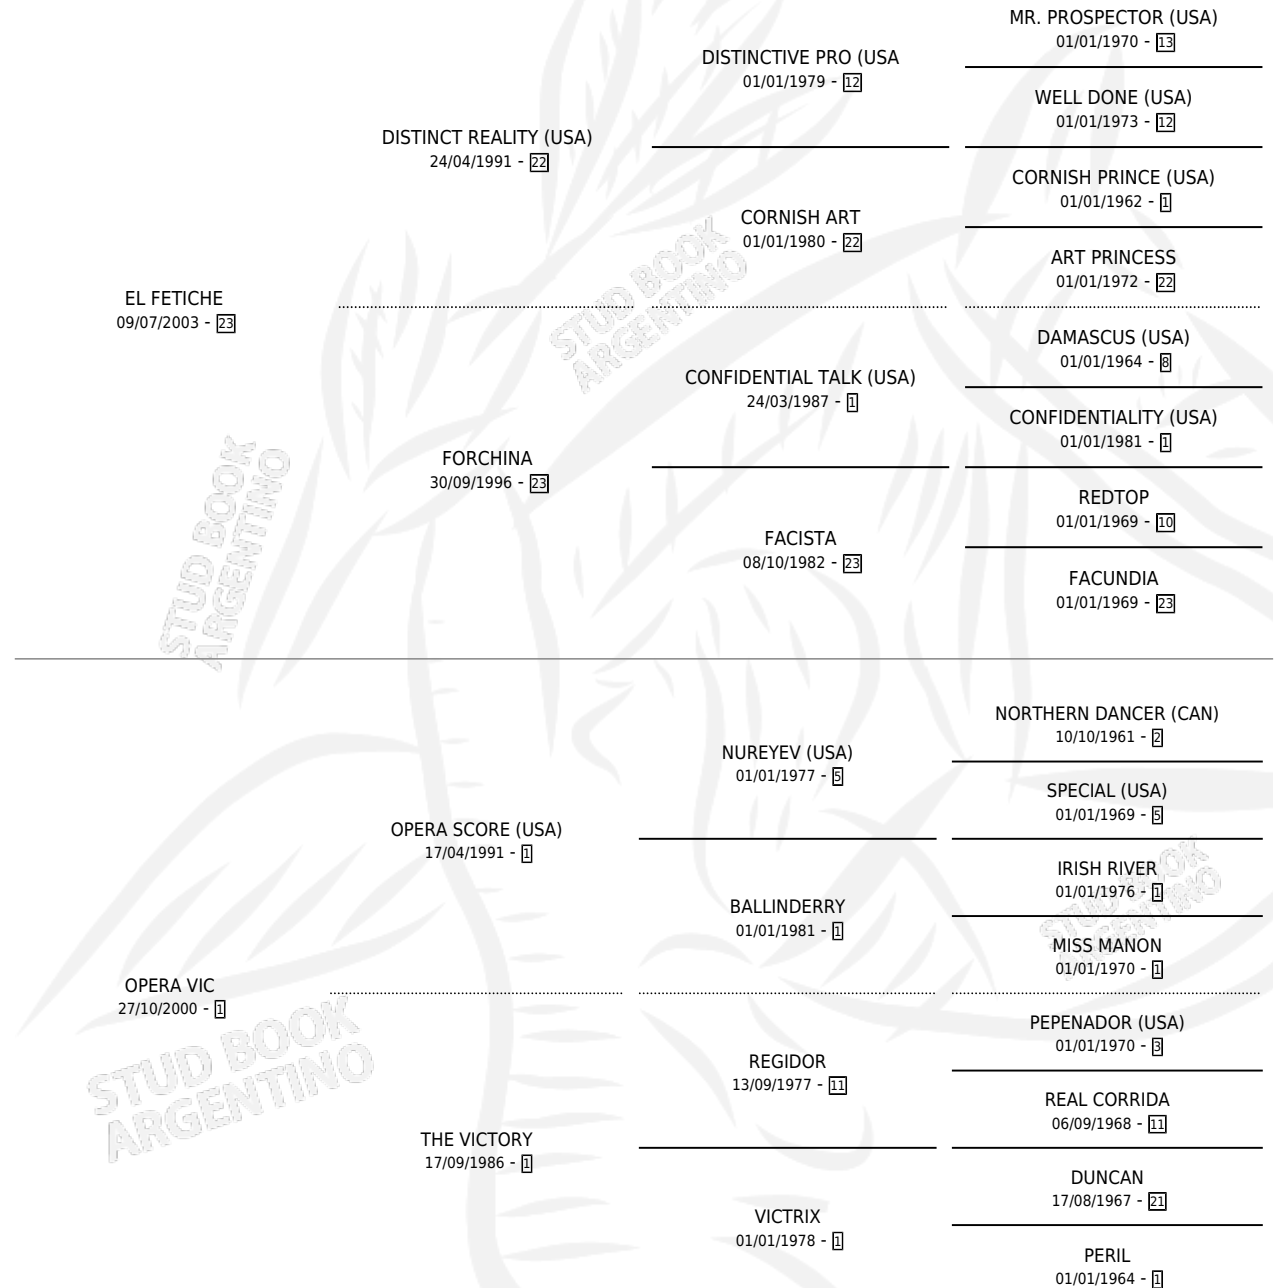 MR. PROSPECTOR (USA)
01/01/1970 - 13
DISTINCTIVE PRO (USA
01/01/1979 - 12
WELL DONE (USA)
01/01/1973 - 12
DISTINCT REALITY (USA)
24/04/1991 - 22
CORNISH PRINCE (USA)
01/01/1962 - 1
CORNISH ART
01/01/1980 - 22
ART PRINCESS
01/01/1972 - 22
EL FETICHE
09/07/2003 - 23
DAMASCUS (USA)
01/01/1964 - 8
CONFIDENTIAL TALK (USA)
24/03/1987 - 1
CONFIDENTIALITY (USA)
01/01/1981 - 1
FORCHINA
30/09/1996 - 23
REDTOP
01/01/1969 - 10
FACISTA
08/10/1982 - 23
FACUNDIA
01/01/1969 - 23
NORTHERN DANCER (CAN)
10/10/1961 - 2
NUREYEV (USA)
01/01/1977 - 5
SPECIAL (USA)
01/01/1969 - 5
OPERA SCORE (USA)
17/04/1991 - 1
IRISH RIVER
01/01/1976 - 1
BALLINDERRY
01/01/1981 - 1
MISS MANON
01/01/1970 - 1
OPERA VIC
27/10/2000 - 1
PEPENADOR (USA)
01/01/1970 - 3
REGIDOR
13/09/1977 - 11
REAL CORRIDA
06/09/1968 - 11
THE VICTORY
17/09/1986 - 1
DUNCAN
17/08/1967 - 21
VICTRIX
01/01/1978 - 1
PERIL
01/01/1964 - 1
STUD BOOK
ARGENTINO
STUD BOOK
ARGENTINO
STUD BOOK
ARGENTINO
STUD BOOK
ARGENTINO